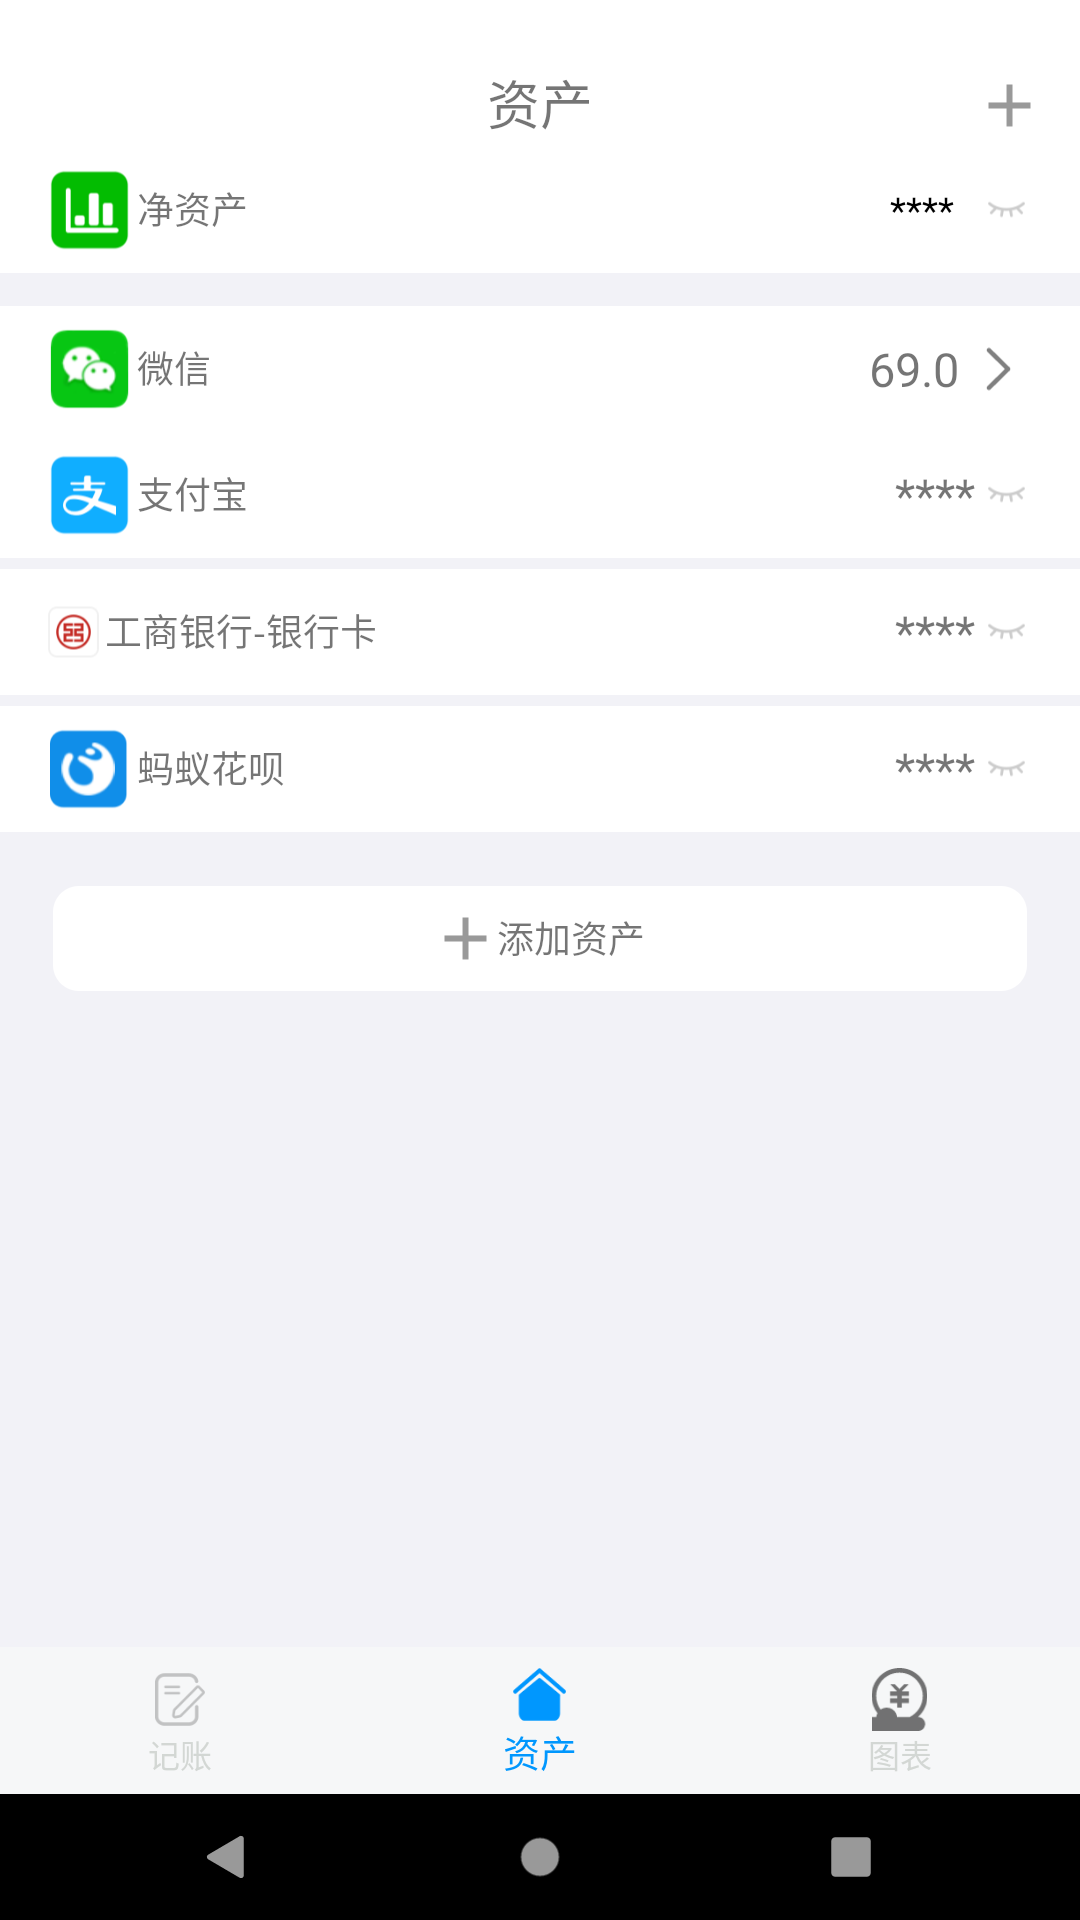 资产
净资产 ****
微信 69.0
支付宝 ****
工商银行-银行卡 ****
蚂蚁花呗 ****
添加资产
记账 资产 图表